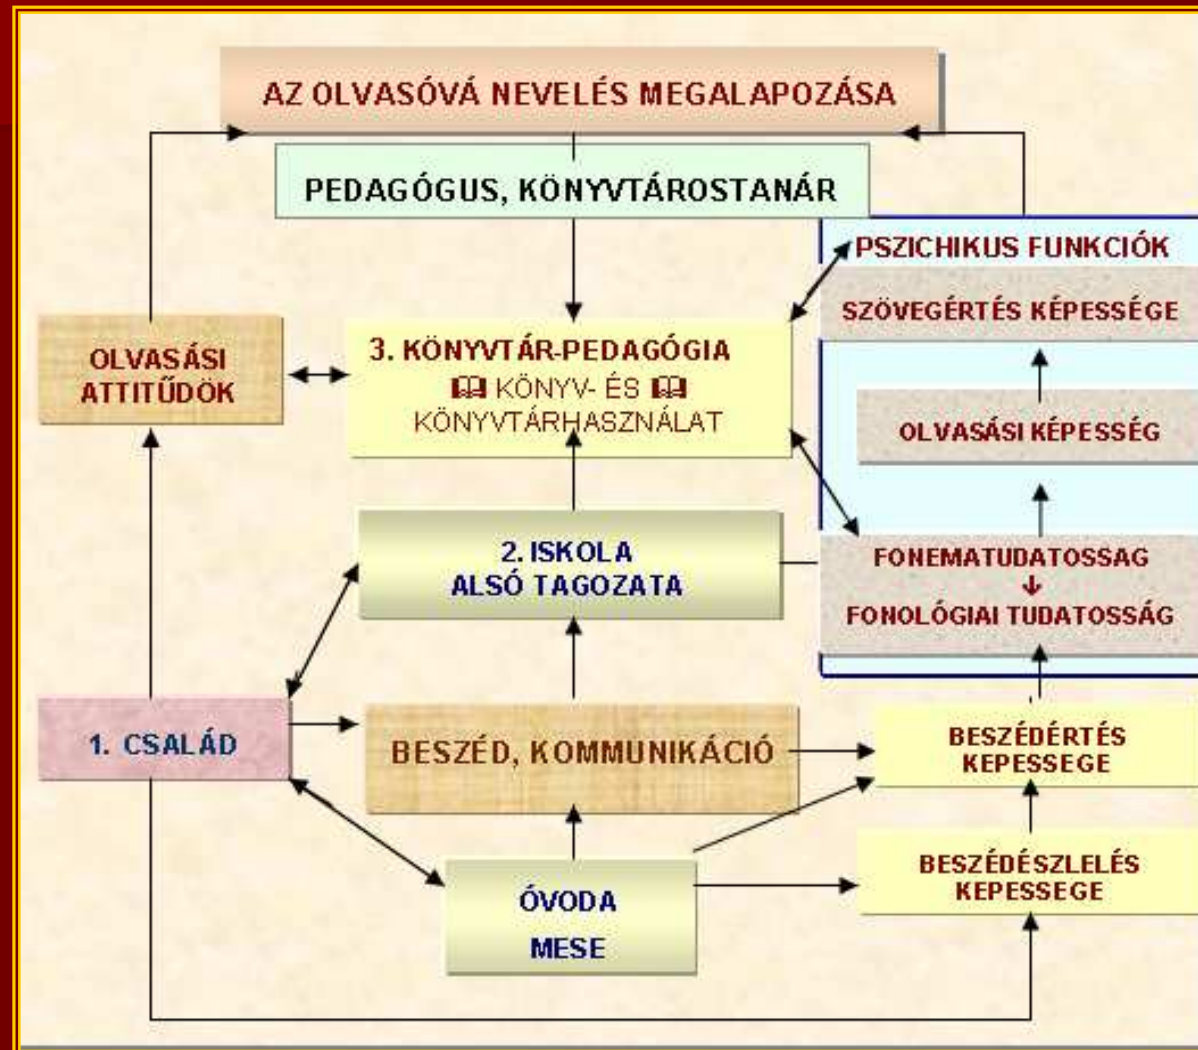 AZ OLVASÓVÁ NEVELÉS MEGALAPOZÁSA
PEDAGÓGUS, KÖNYVTÁROSTANÁR
PSZICHIKUS FUNKCIÓK
SZÖVEGÉRTÉS KÉPESSÉGE
OLVASÁSI
ATTITŰDÖK
3. KÖNYVTÁR-PEDAGÓGIA
KÖNYV- ÉS
KÖNYVTÁRHASZNÁLAT
OLVASÁSI KÉPESSÉG
2. ISKOLA
ALSÓ TAGOZATA
FONEMATUDATOSSAG
FONOLÓGIAI TUDATOSSÁG
1. CSALÁD
BESZÉD, KOMMUNIKÁCIÓ
BESZÉDÉRTÉS
KEPESSEGE
BESZÉDÉSZLELÉS
KEPESSEGE
ÓVODA
MESE